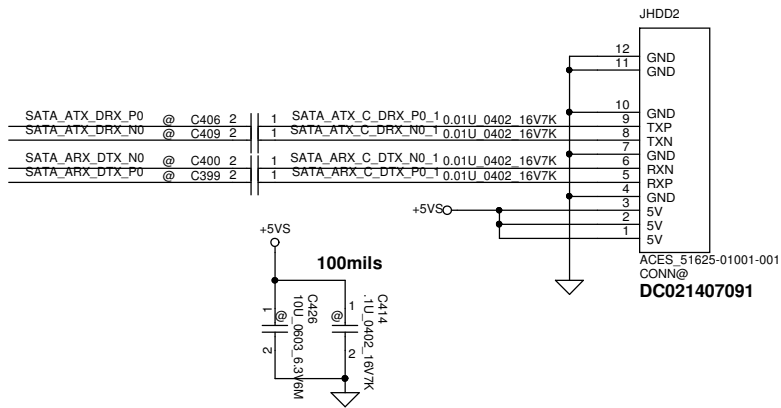 JHDD2
12 GND
11 GND
10 GND
SATA_ATX_DRX_P0 @ C406 2 1 SATA_ATX_C_DRX_P0_1 0.01U_0402_16V7K 9 TXP
SATA_ATX_DRX_N0 @ C409 2 1 SATA_ATX_C_DRX_N0_1 0.01U_0402_16V7K 8 TXN
7 GND
SATA_ARX_DTX_N0 @ C400 2 1 SATA_ARX_C_DTX_N0_1 0.01U_0402_16V7K 6 RXN
SATA_ARX_DTX_P0 @ C399 2 1 SATA_ARX_C_DTX_P0_1 0.01U_0402_16V7K 5 RXP
4 GND
+5VS 3 5V
2 5V
1 5V
ACES_51625-01001-001
CONN@
DC021407091
+5VS
100mils
1 @ 2
C426
10U_0603_6.3V6M
1 @ 2
C414
.1U_0402_16V7K